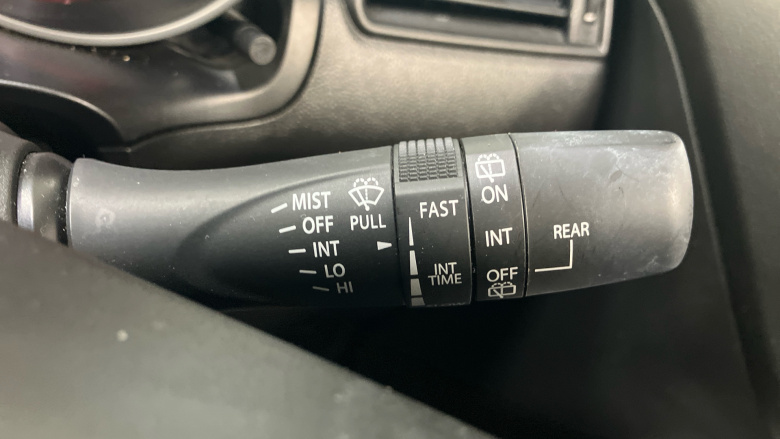 MIST
OFF
INT
LO
HI
PULL
FAST
INT
TIME
ON
INT
OFF
REAR